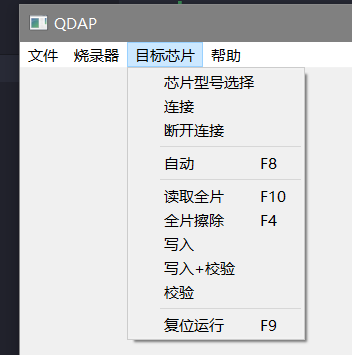 QDAP
文件 烧录器 目标芯片 帮助
芯片型号选择
连接
断开连接
自动 F8
读取全片 F10
全片擦除 F4
写入
写入+校验
校验
复位运行 F9